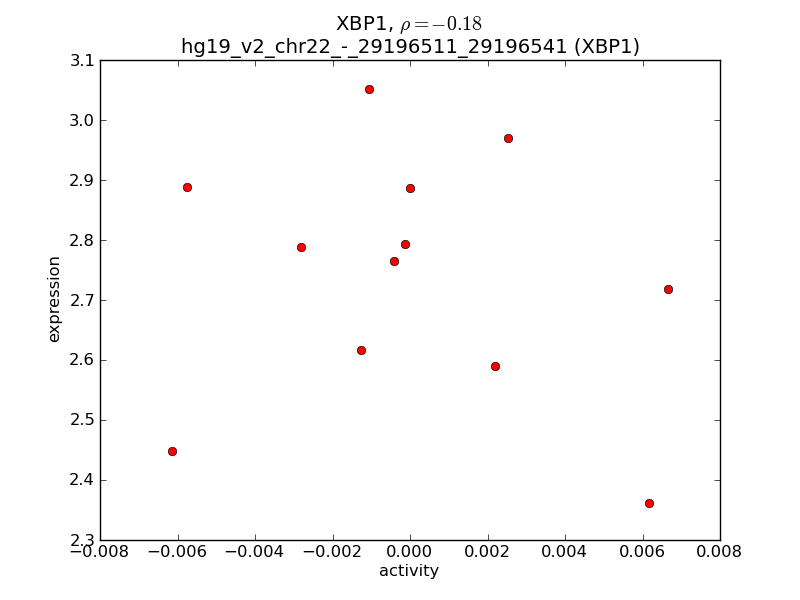 XBP1, ρ = −0.18
hg19_v2_chr22_-_29196511_29196541 (XBP1)
3.1
3.0
2.9
2.8
2.7
2.6
2.5
2.4
2.3
expression
−0.008 −0.006 −0.004 −0.002 0.000 0.002 0.004 0.006 0.008
activity